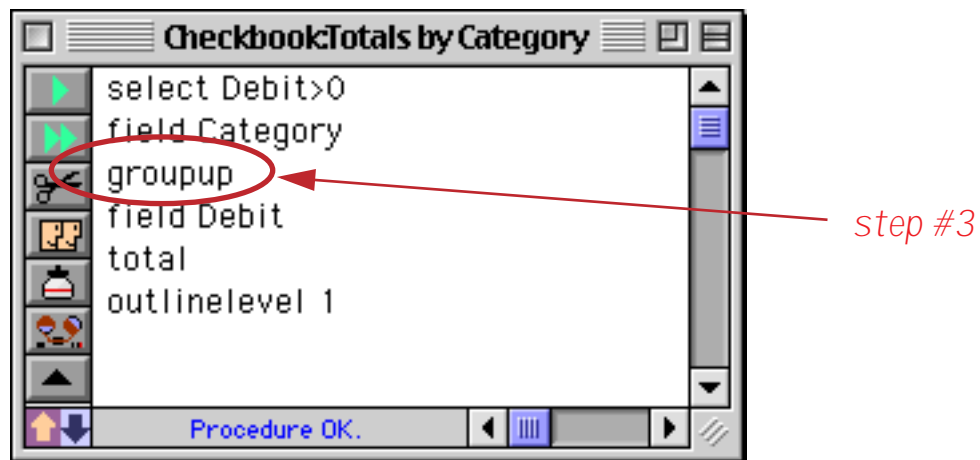 Checkbook:Totals by Category
select Debit>0
field Category
groupup
step #3
field Debit
total
outlinelevel 1
Procedure OK.